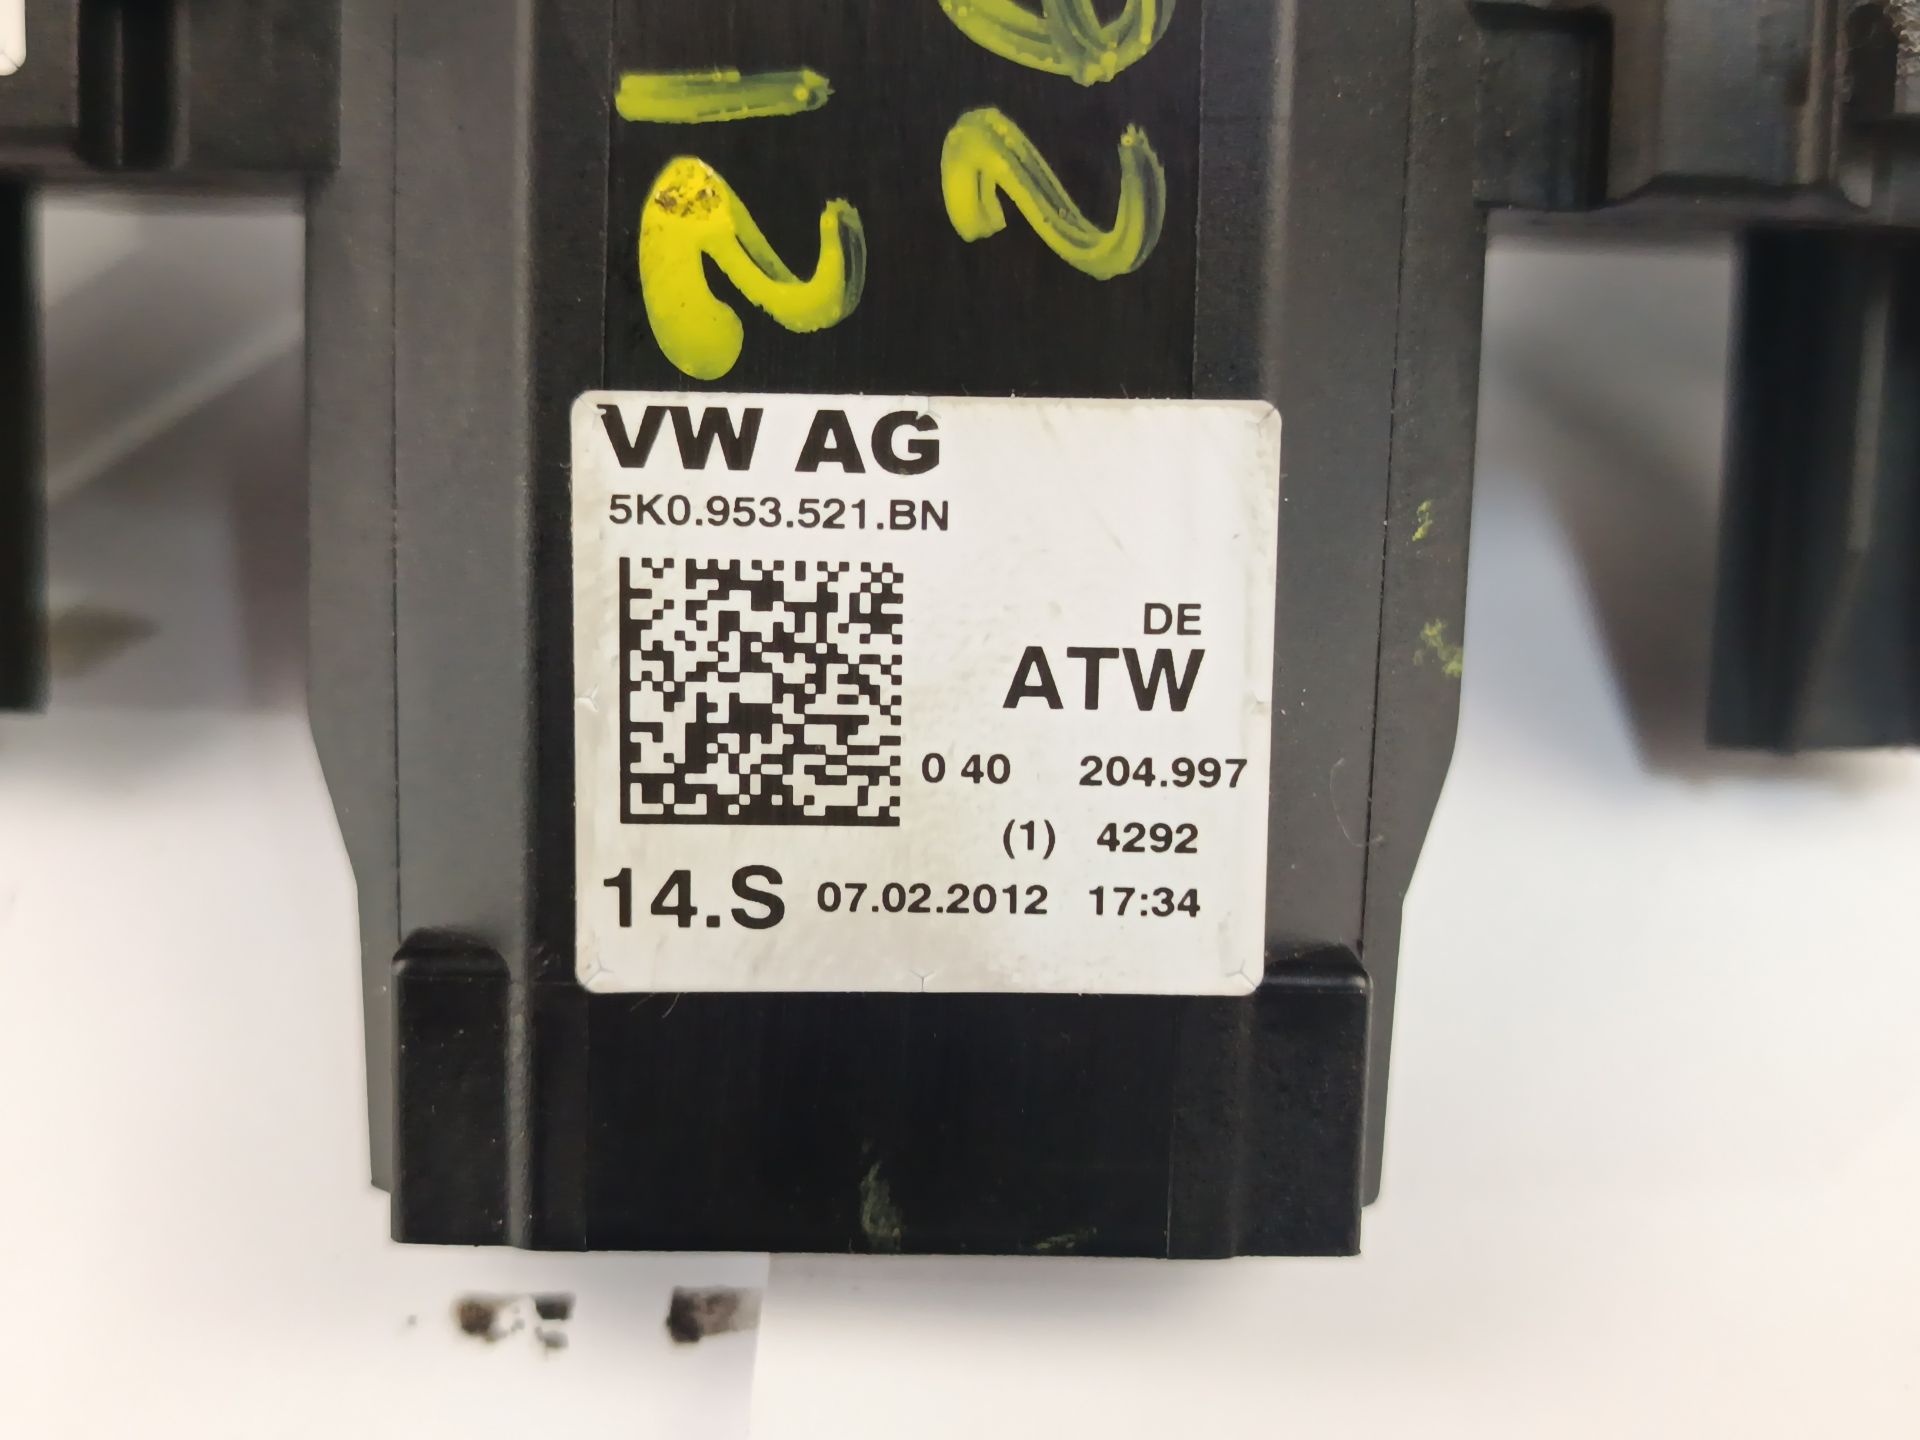 VW AG
5K0.953.521.BN
DE
ATW
0 40 204.997
(1) 4292
14.S 07.02.2012 17:34